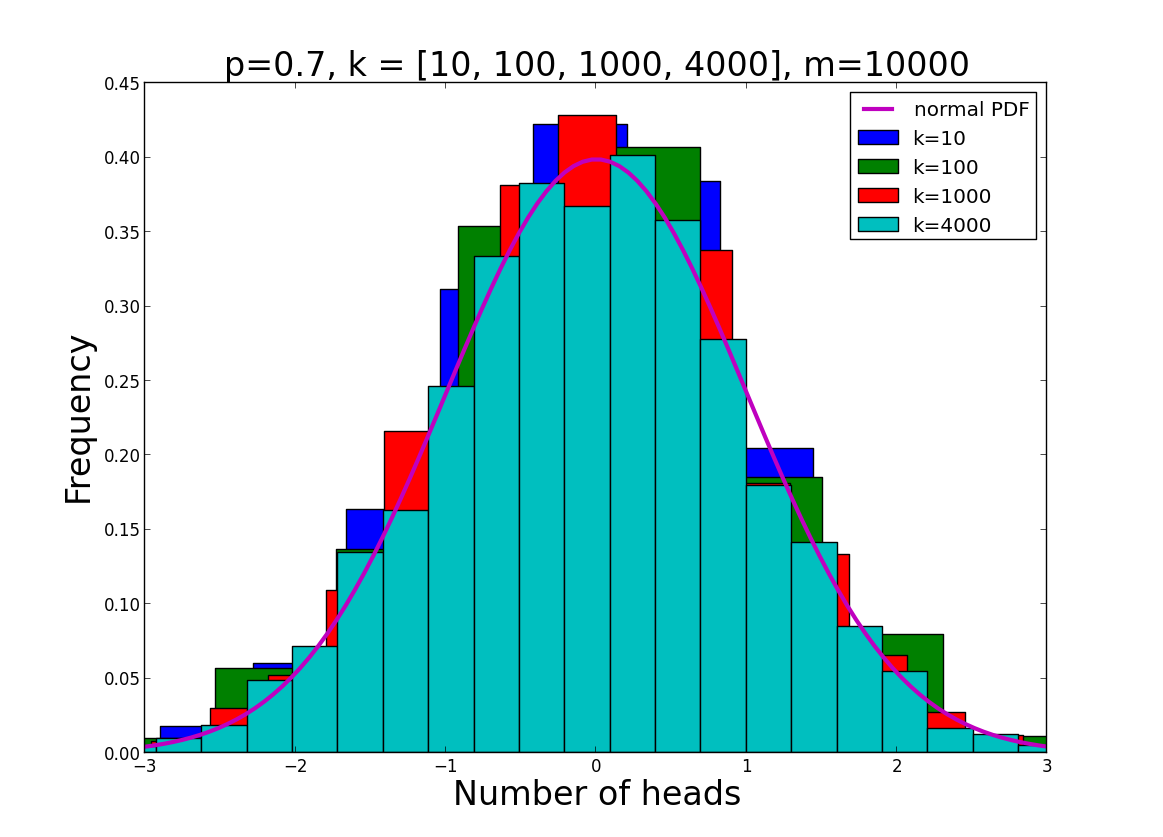 p=0.7, k = [10, 100, 1000, 4000], m=10000
0.45
0.40
0.35
0.30
0.25
0.20
0.15
0.10
0.05
0.00
Frequency
normal PDF
k=10
k=100
k=1000
k=4000
−3
−2
−1
0
1
2
3
Number of heads